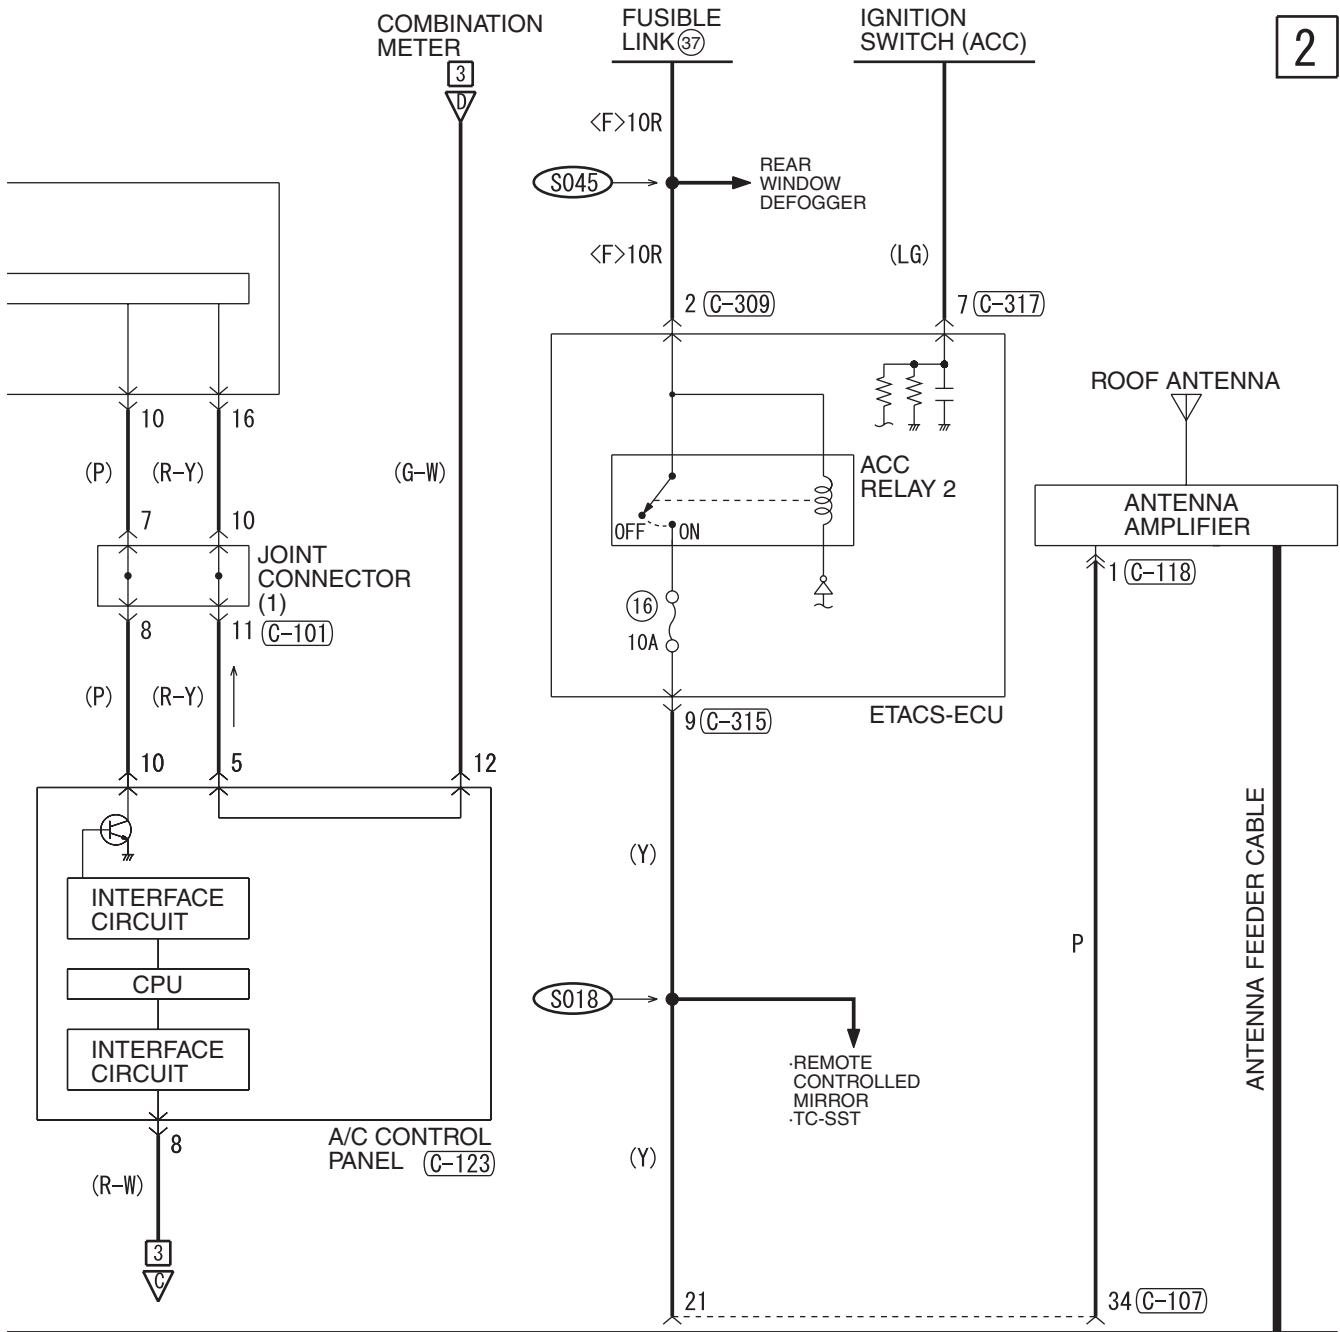 COMBINATION
METER
3
D
FUSIBLE
LINK 37
IGNITION
SWITCH (ACC)
2
<F>10R
S045
REAR
WINDOW
DEFOGGER
<F>10R
(LG)
2 C-309
7 C-317
ROOF ANTENNA
10
16
(P)
(R-Y)
(G-W)
ACC
RELAY 2
OFF
ON
ANTENNA
AMPLIFIER
7
10
JOINT
CONNECTOR
(1)
1 C-118
16
10A
8
11 C-101
(P)
(R-Y)
9 C-315
ETACS-ECU
10
5
12
(Y)
ANTENNA FEEDER CABLE
INTERFACE
CIRCUIT
CPU
P
S018
INTERFACE
CIRCUIT
·REMOTE
CONTROLLED
MIRROR
·TC-SST
8
A/C CONTROL
PANEL C-123
(Y)
(R-W)
3
C
21
34 C-107